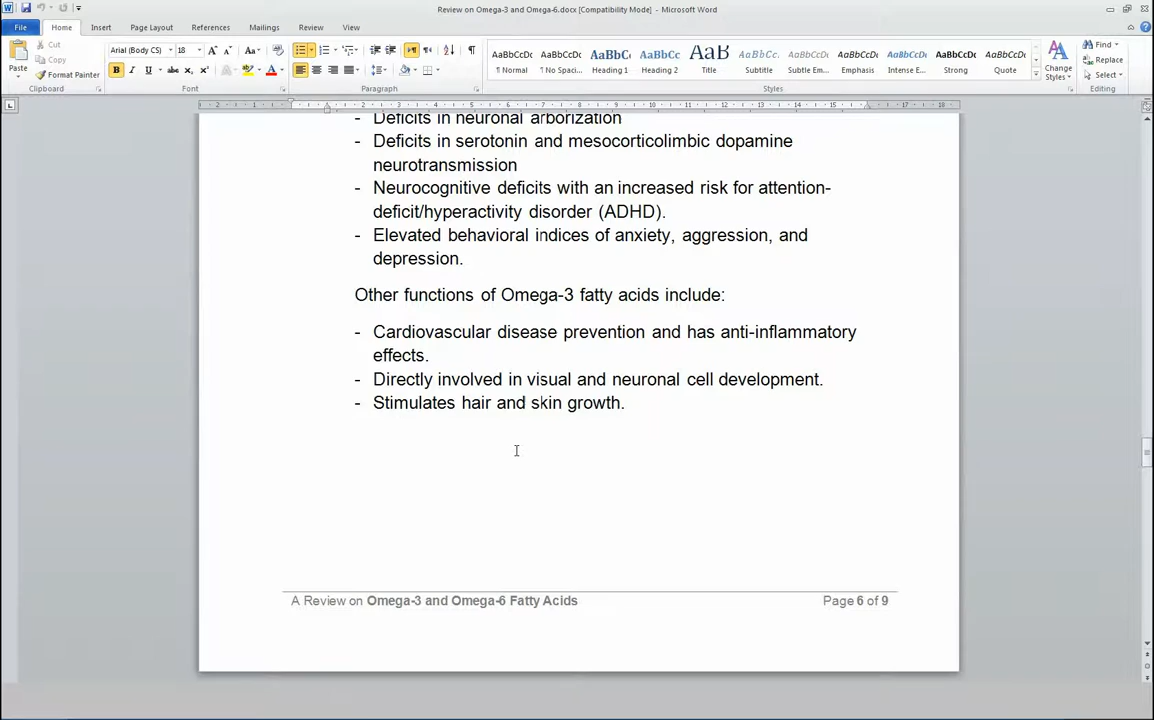 Review on Omega-3 and Omega-6.docx [Compatibility Mode] - Microsoft Word
File Home Insert Page Layout References Mailings Review View
Paste
Cut
Copy
Format Painter
Arial (Body CS) 18
AaBbCcDc AaBbCcDc AaBbC AaBbCc AaB AaBbCcL AaBbCcDc AaBbCcDc AaBbCcDc AaBbCcDc AaBbCcDc
¶ Normal ¶ No Spaci... Heading 1 Heading 2 Title Subtitle Subtle Em... Emphasis Intense E... Strong Quote
Change Styles
Find
Replace
Select
Clipboard Font Paragraph Styles Editing
- Deficits in neuronal arborization
- Deficits in serotonin and mesocorticolimbic dopamine
neurotransmission
- Neurocognitive deficits with an increased risk for attention-
deficit/hyperactivity disorder (ADHD).
- Elevated behavioral indices of anxiety, aggression, and
depression.
Other functions of Omega-3 fatty acids include:
- Cardiovascular disease prevention and has anti-inflammatory
effects.
- Directly involved in visual and neuronal cell development.
- Stimulates hair and skin growth.
A Review on Omega-3 and Omega-6 Fatty Acids Page 6 of 9